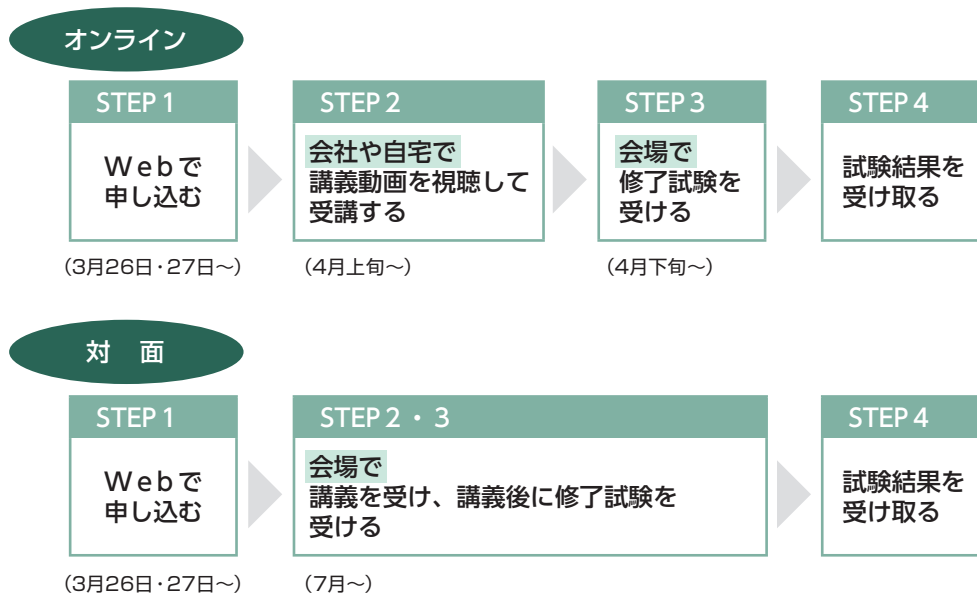 オンライン
STEP 1
Webで
申し込む
(3月26日・27日～)
STEP 2
会社や自宅で
講義動画を視聴して
受講する
(4月上旬～)
STEP 3
会場で
修了試験を
受ける
(4月下旬～)
STEP 4
試験結果を
受け取る
対　面
STEP 1
Webで
申し込む
(3月26日・27日～)
STEP 2・3
会場で
講義を受け、講義後に修了試験を
受ける
(7月～)
STEP 4
試験結果を
受け取る